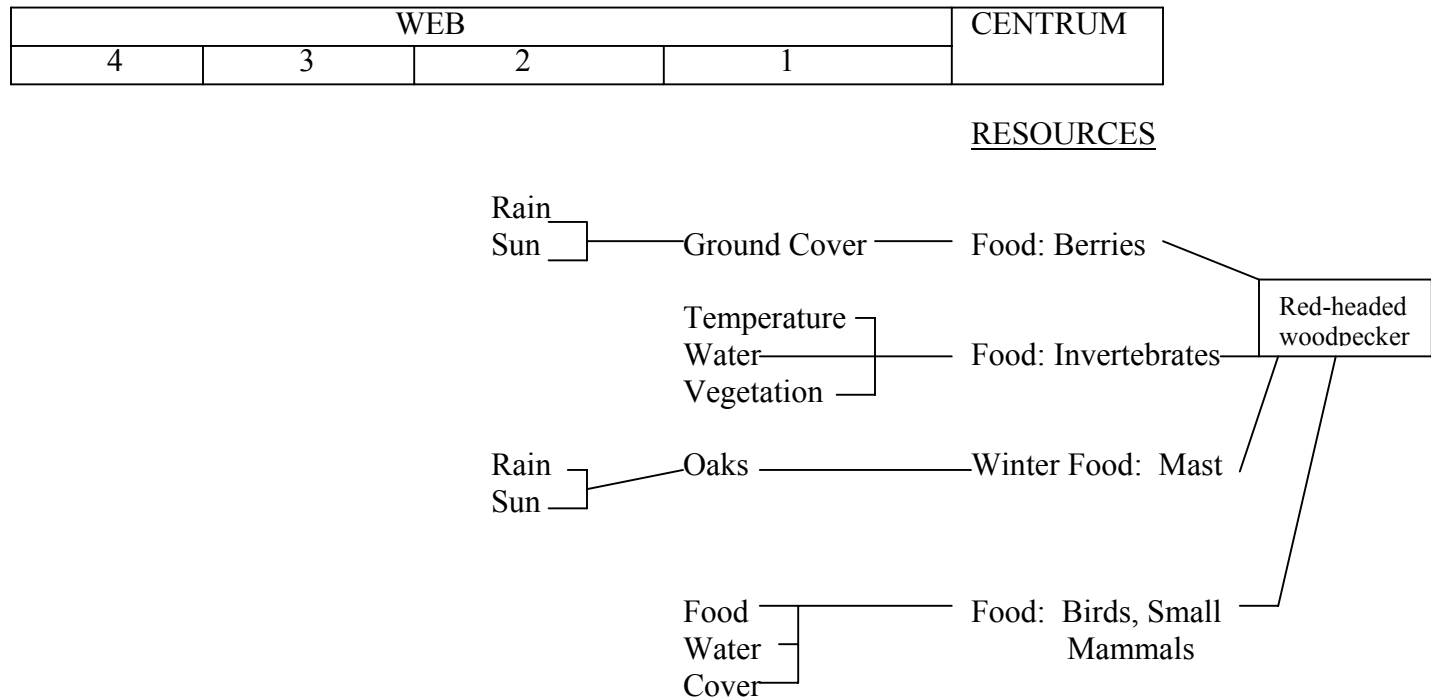 WEB CENTRUM
4 3 2 1
RESOURCES
Rain
Sun Ground Cover Food: Berries
Temperature
Water Food: Invertebrates
Vegetation
Red-headed
woodpecker
Rain Oaks Winter Food: Mast
Sun
Food Food: Birds, Small
Water Mammals
Cover